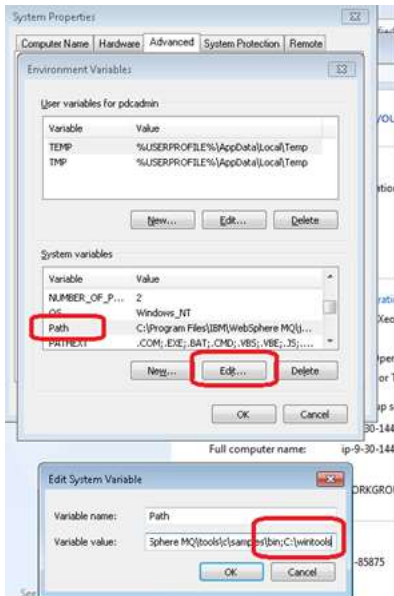 System Properties
Computer Name Hardware Advanced System Protection Remote
Environment Variables
User variables for pdcadmin
Variable Value
TEMP %USERPROFILE%\AppData\Local\Temp
TMP %USERPROFILE%\AppData\Local\Temp
New... Edit... Delete
System variables
Variable Value
NUMBER_OF_P... 2
OS Windows_NT
Path C:\Program Files\IBM\WebSphere MQ\j...
PATHEXT .COM;.EXE;.BAT;.CMD;.VBS;.VBE;.JS;....
New... Edit... Delete
OK Cancel
Full computer name: ip-9-30-144
Edit System Variable
Variable name: Path
Variable value: Sphere MQ\tools\c\samples\bin;C:\wintools
OK Cancel
-85875